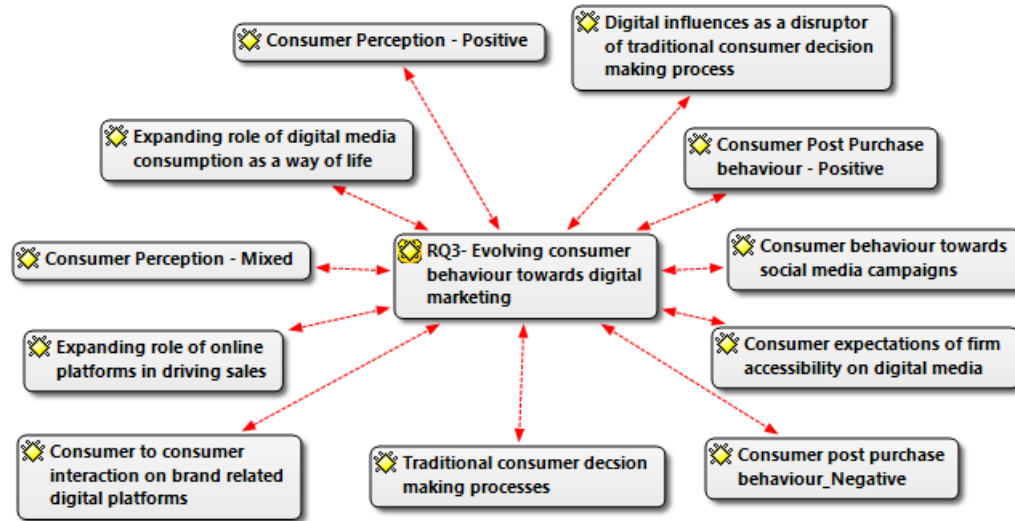 Consumer Perception - Positive
Digital influences as a disruptor
of traditional consumer decision
making process
Expanding role of digital media
consumption as a way of life
Consumer Post Purchase
behaviour - Positive
Consumer Perception - Mixed
RQ3- Evolving consumer
behaviour towards digital
marketing
Consumer behaviour towards
social media campaigns
Expanding role of online
platforms in driving sales
Consumer expectations of firm
accessibility on digital media
Consumer to consumer
interaction on brand related
digital platforms
Traditional consumer decsion
making processes
Consumer post purchase
behaviour_Negative